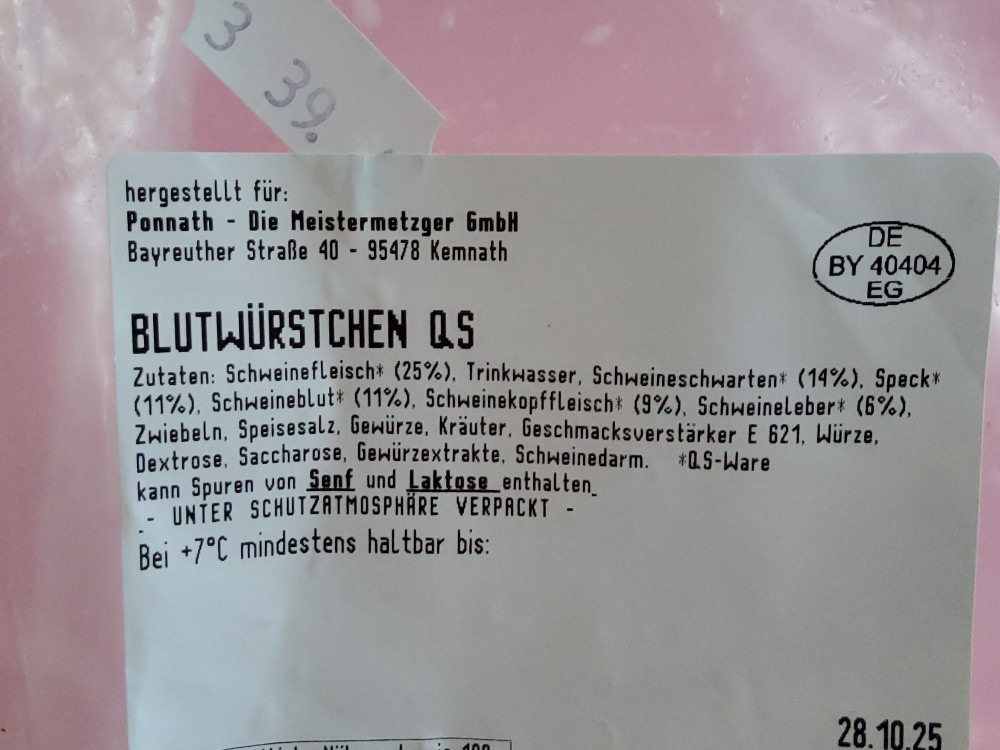 3
39.
hergestellt für:
Ponnath - Die Meistermetzger GmbH
Bayreuther Straße 40 - 95478 Kemnath
DE
BY 40404
EG
BLUTWÜRSTCHEN QS
Zutaten: Schweinefleisch* (25%), Trinkwasser, Schweineschwarten* (14%), Speck*
(11%), Schweineblut* (11%), Schweinekopffleisch* (9%), Schweineleber* (6%),
Zwiebeln, Speisesalz, Gewürze, Kräuter, Geschmacksverstärker E 621, Würze,
Dextrose, Saccharose, Gewürzextrakte, Schweinedarm. *QS-Ware
kann Spuren von Senf und Laktose enthalten_
- UNTER SCHUTZATMOSPHÄRE VERPACKT -
Bei +7°C mindestens haltbar bis:
28.10.25